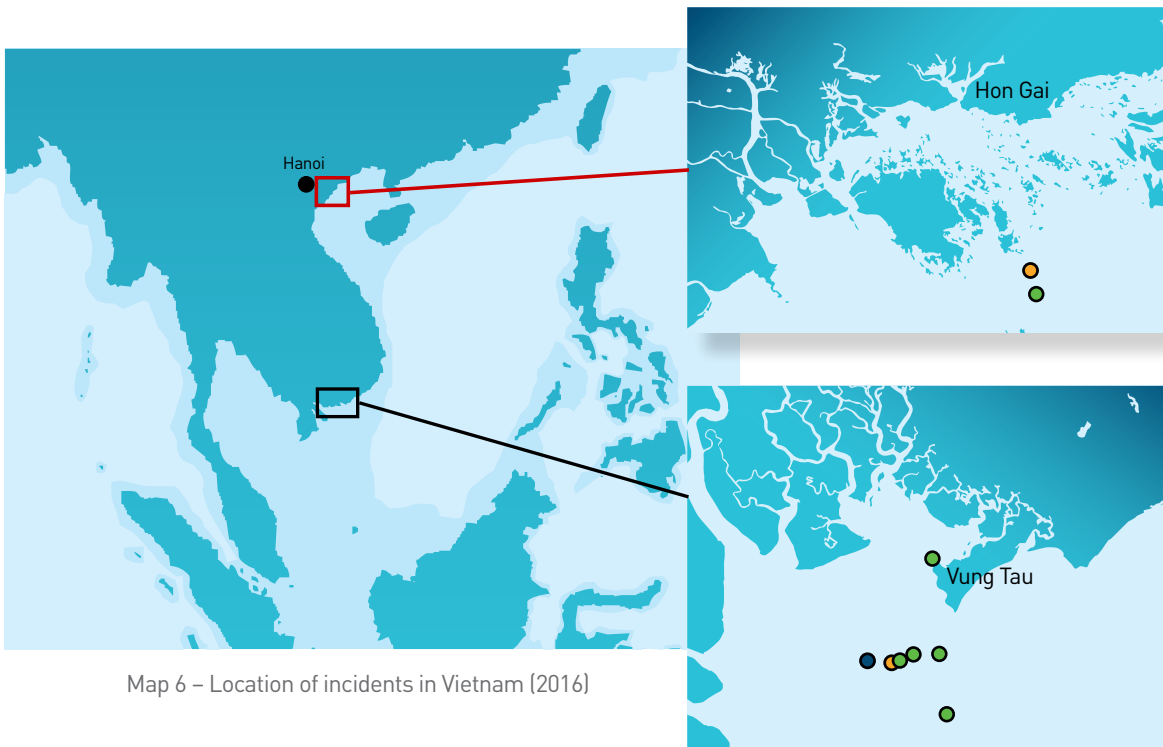 Hanoi
Hon Gai
Vung Tau
Map 6 – Location of incidents in Vietnam (2016)